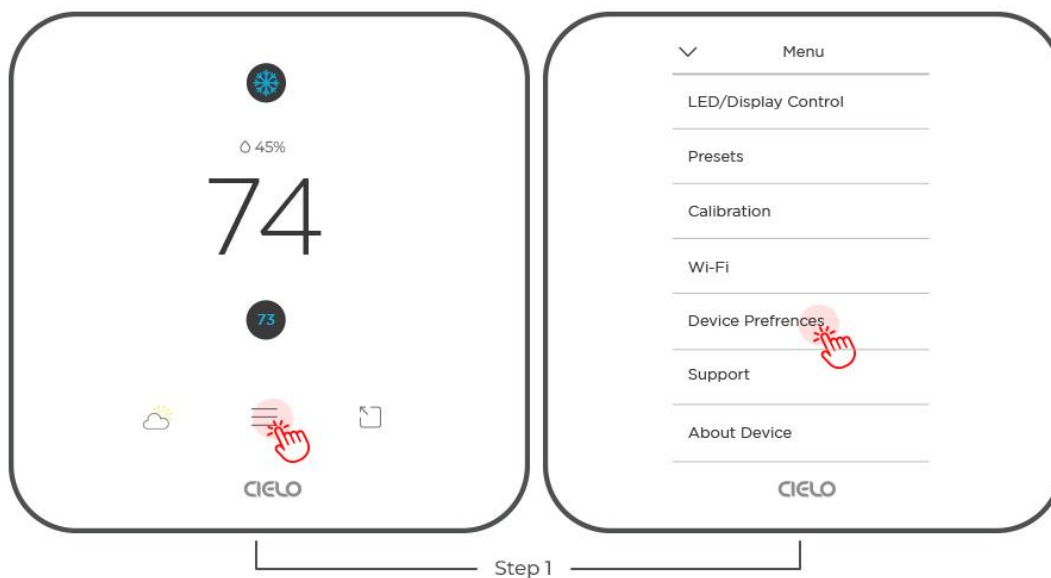 45%
74
73
CIELO
Menu
LED/Display Control
Presets
Calibration
Wi-Fi
Device Prefrences
Support
About Device
CIELO
Step 1